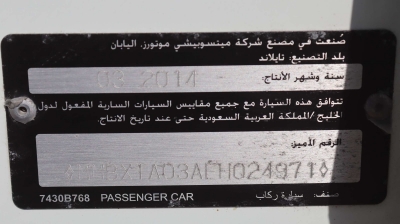 صُنعت في مصنع شركة ميتسوبيشي موتورز، اليابان
بلد التصنيع: تايلاند
سنة وشهر الأنتاج: 03 2014
تتوافق هذه السيارة مع جميع مقاييس السيارات السارية المفعول لدول
الخليج/المملكة العربية السعودية حتى عند تاريخ الانتاج.
الرقم المميز:
7430B768 PASSENGER CAR صنف: سيارة ركاب